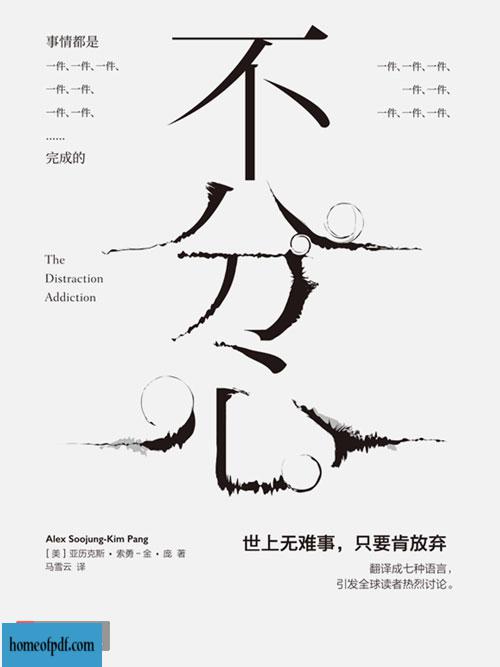 事情都是
一件、一件、一件、
一件、一件、
一件、一件、
……
完成的
一件、一件、一件、
一件、一件、
一件、一件、一件、
不分心
The
Distraction
Addiction
Alex Soojung-Kim Pang
[美] 亚历克斯·索勇-金·庞 著
马雪云 译
世上无难事，只要肯放弃
翻译成七种语言，
引发全球读者热烈讨论。
homeofpdf.com